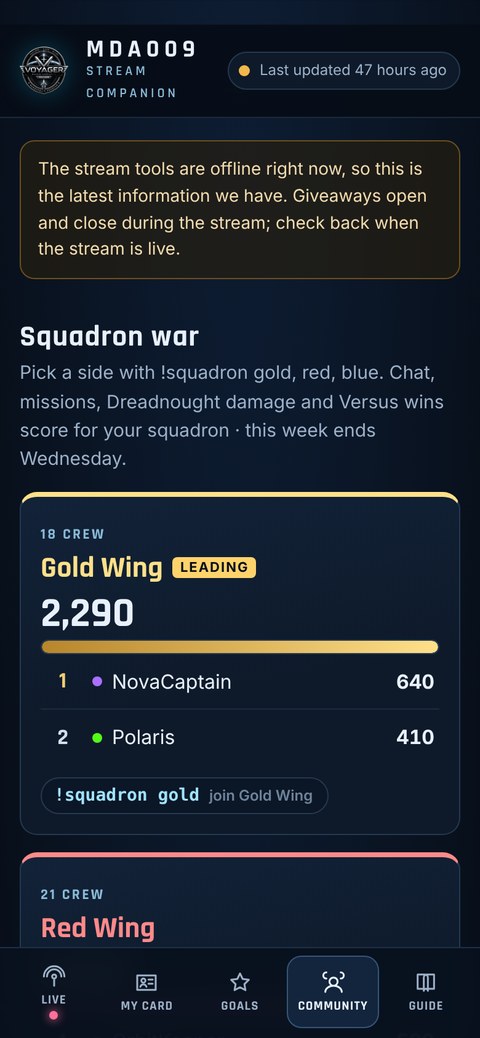 VOYAGER
MDA009
STREAM
COMPANION
Last updated 47 hours ago
The stream tools are offline right now, so this is
the latest information we have. Giveaways open
and close during the stream; check back when
the stream is live.
Squadron war
Pick a side with !squadron gold, red, blue. Chat,
missions, Dreadnought damage and Versus wins
score for your squadron · this week ends
Wednesday.
18 CREW
Gold Wing LEADING
2,290
1 NovaCaptain 640
2 Polaris 410
!squadron gold join Gold Wing
21 CREW
Red Wing
LIVE
MY CARD
GOALS
COMMUNITY
GUIDE